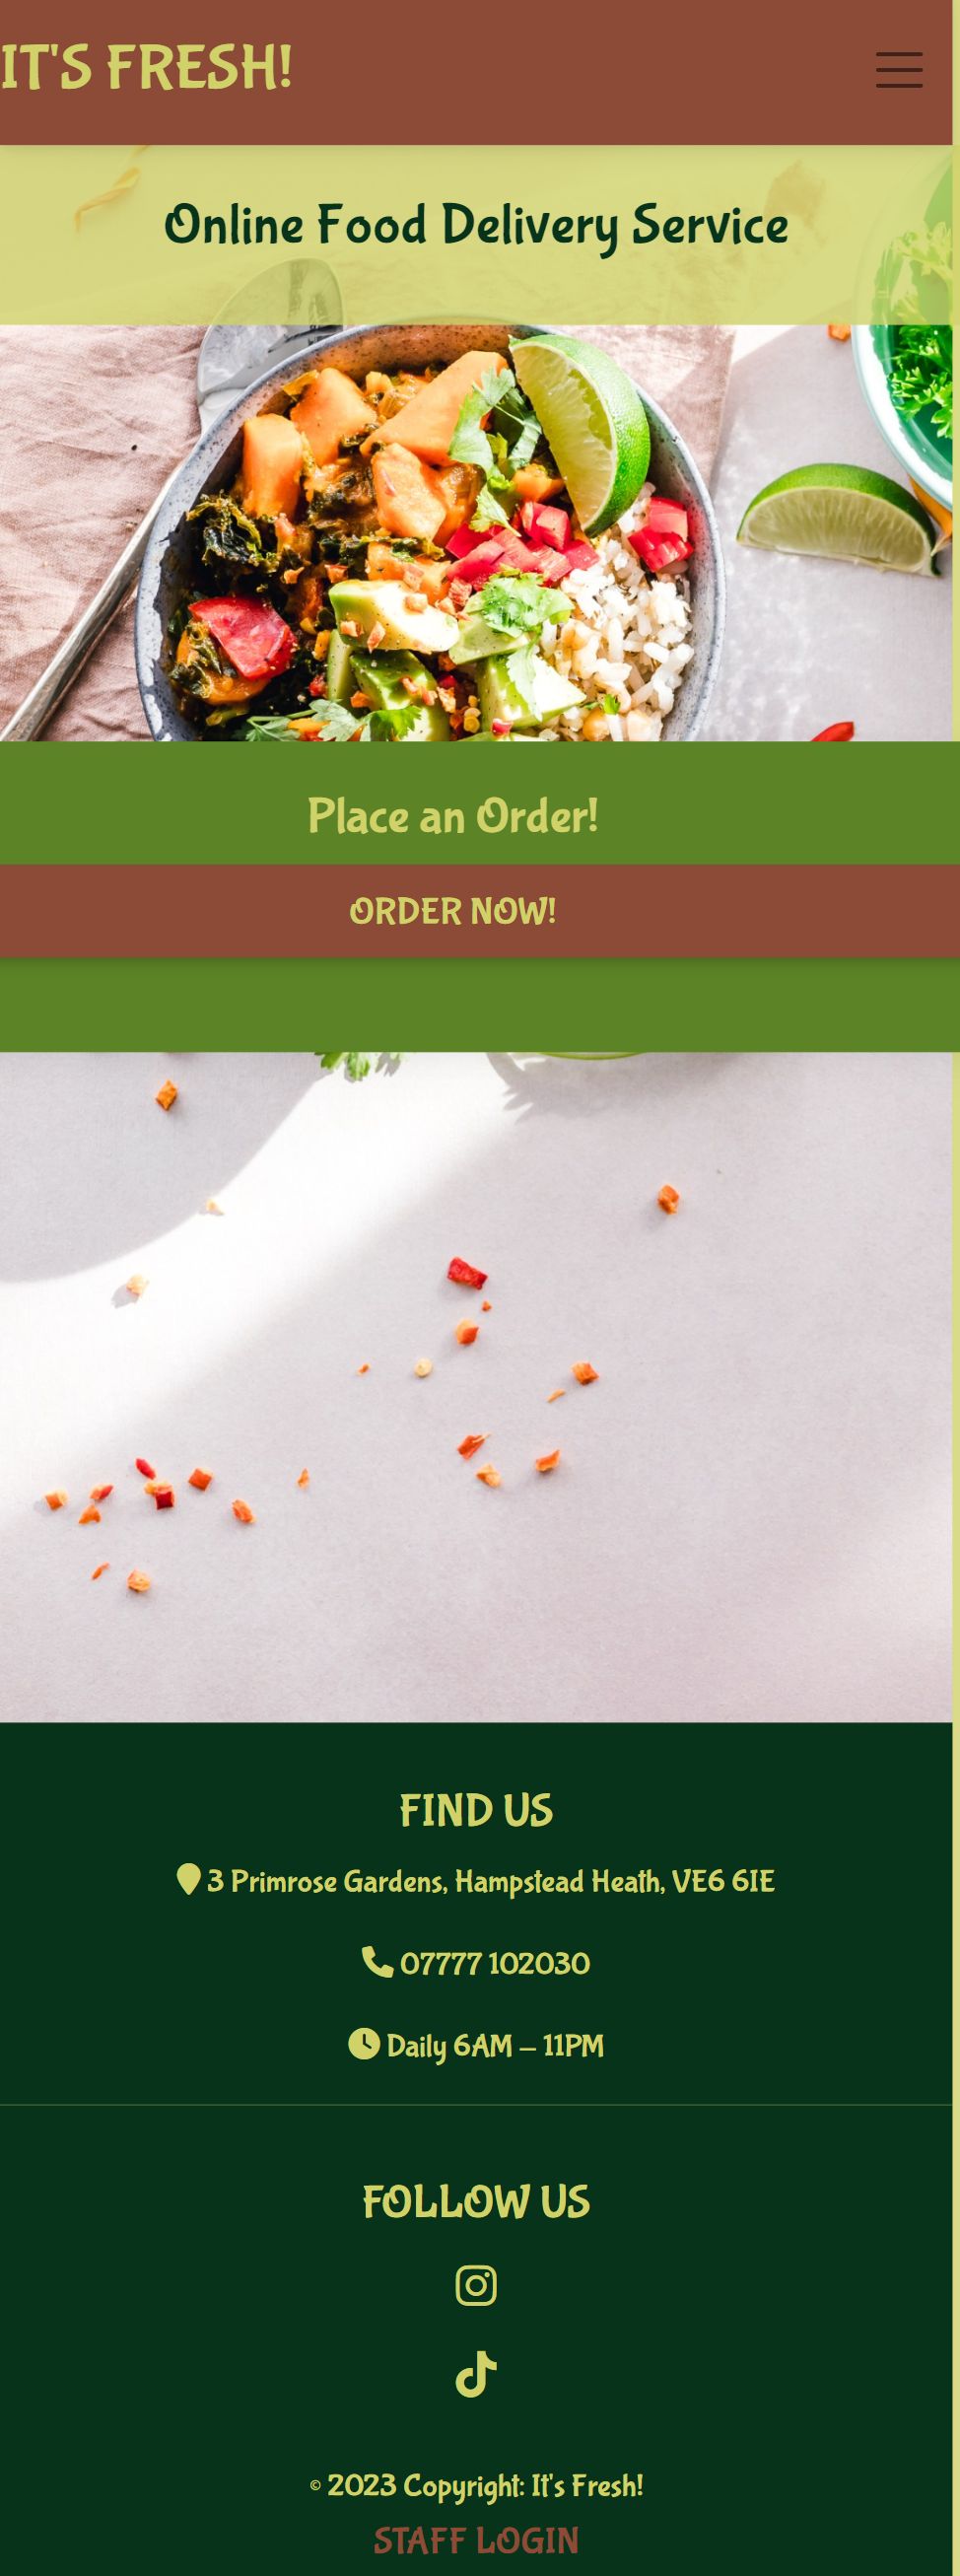 IT'S FRESH!
Online Food Delivery Service
Place an Order!
ORDER NOW!
FIND US
3 Primrose Gardens, Hampstead Heath, VE6 6IE
07777 102030
Daily 6AM – 11PM
FOLLOW US
© 2023 Copyright: It's Fresh!
STAFF LOGIN